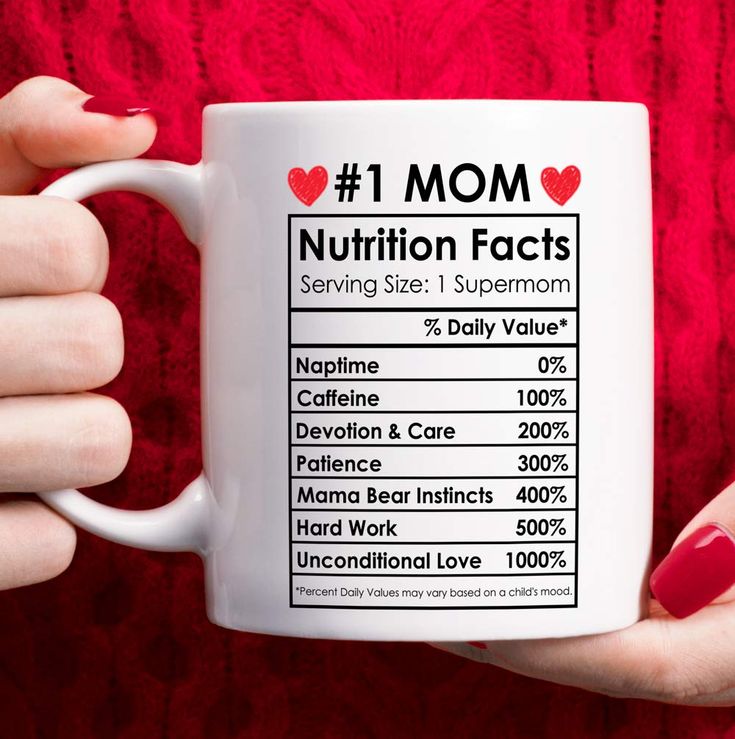 #1 MOM
Nutrition Facts
Serving Size: 1 Supermom
% Daily Value*
Naptime 0%
Caffeine 100%
Devotion & Care 200%
Patience 300%
Mama Bear Instincts 400%
Hard Work 500%
Unconditional Love 1000%
*Percent Daily Values may vary based on a child's mood.